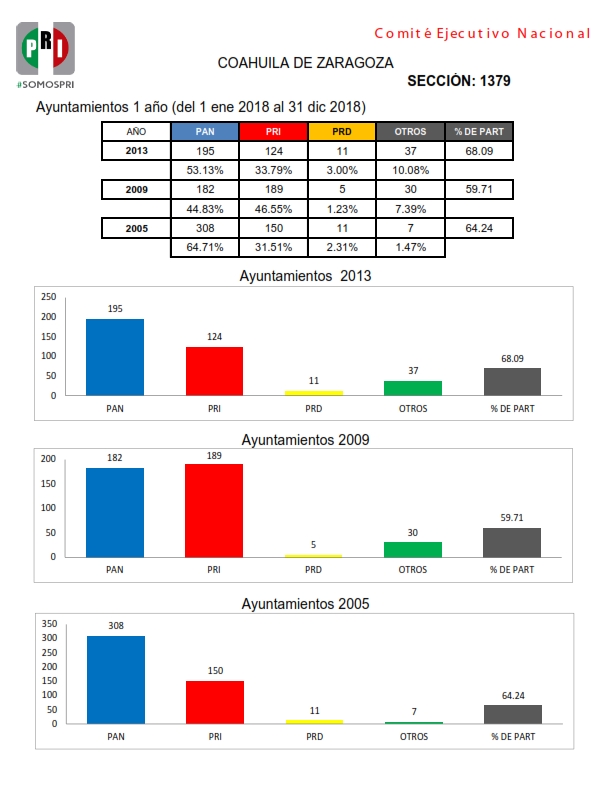 Comité Ejecutivo Nacional
PRI
#SOMOSPRI
COAHUILA DE ZARAGOZA
SECCIÓN: 1379
Ayuntamientos 1 año (del 1 ene 2018 al 31 dic 2018)
AÑO PAN PRI PRD OTROS % DE PART
2013 195 124 11 37 68.09
53.13% 33.79% 3.00% 10.08%
2009 182 189 5 30 59.71
44.83% 46.55% 1.23% 7.39%
2005 308 150 11 7 64.24
64.71% 31.51% 2.31% 1.47%
Ayuntamientos 2013
250
200
150
100
50
0
195 124 11 37 68.09
PAN PRI PRD OTROS % DE PART
Ayuntamientos 2009
200
150
100
50
0
182 189 5 30 59.71
PAN PRI PRD OTROS % DE PART
Ayuntamientos 2005
350
300
250
200
150
100
50
0
308 150 11 7 64.24
PAN PRI PRD OTROS % DE PART